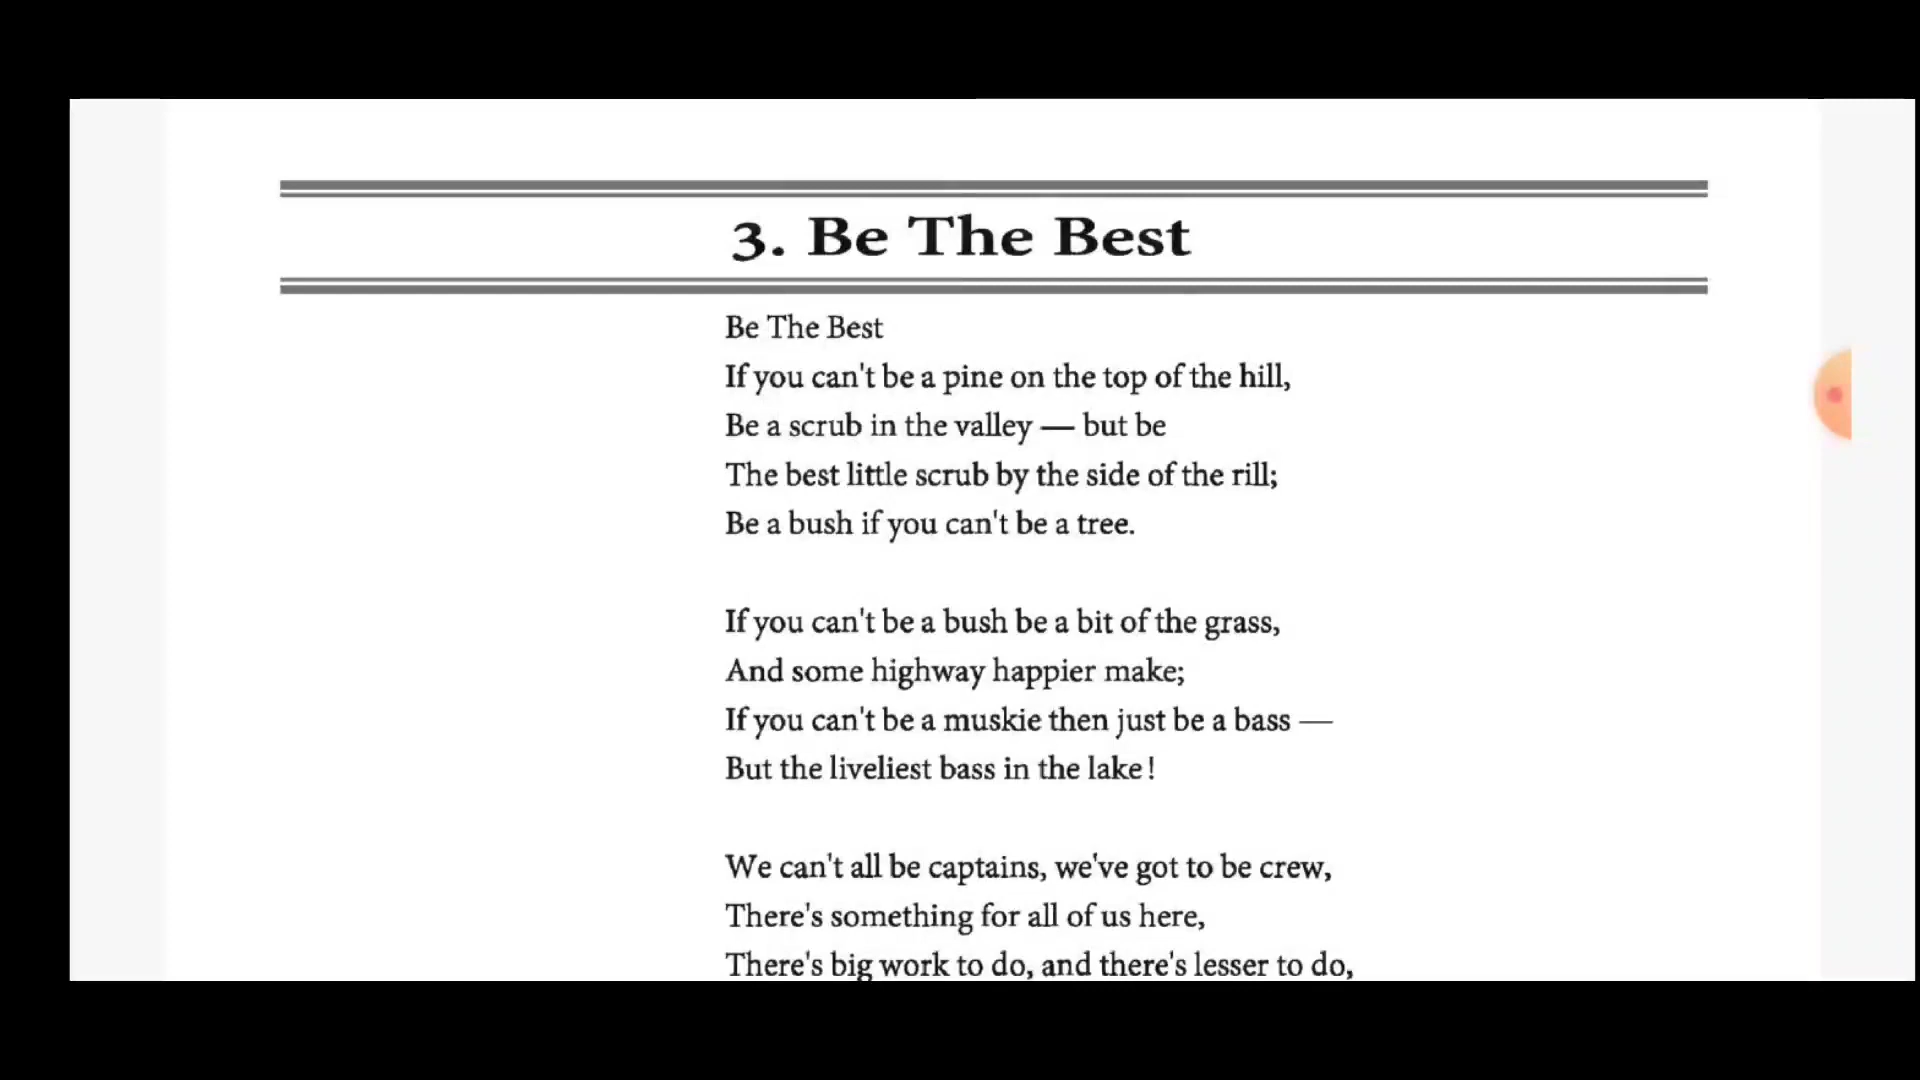 3. Be The Best
Be The Best
If you can't be a pine on the top of the hill,
Be a scrub in the valley — but be
The best little scrub by the side of the rill;
Be a bush if you can't be a tree.
If you can't be a bush be a bit of the grass,
And some highway happier make;
If you can't be a muskie then just be a bass —
But the liveliest bass in the lake!
We can't all be captains, we've got to be crew,
There's something for all of us here,
There's big work to do, and there's lesser to do,